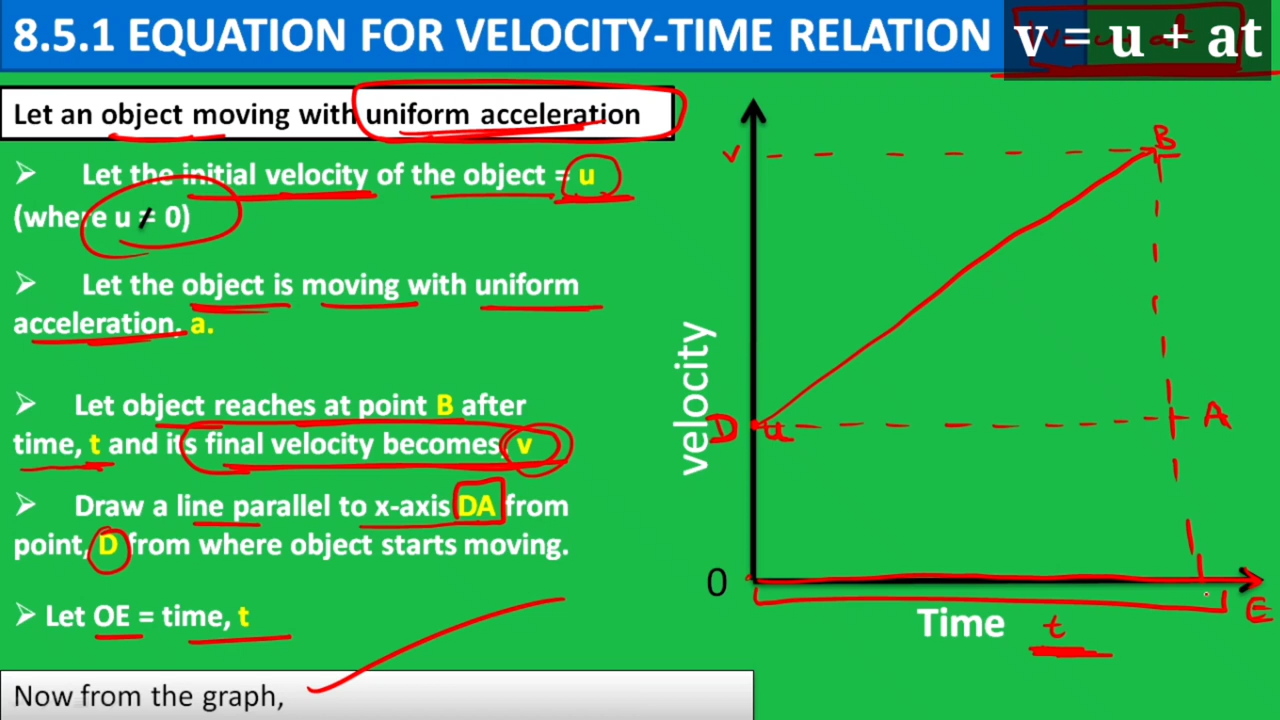 8.5.1 EQUATION FOR VELOCITY-TIME RELATION
v = u + at
Let an object moving with uniform acceleration
➢ Let the initial velocity of the object = u
(where u ≠ 0)
➢ Let the object is moving with uniform
acceleration, a.
➢ Let object reaches at point B after
time, t and its final velocity becomes, v
➢ Draw a line parallel to x-axis DA from
point, D from where object starts moving.
➢ Let OE = time, t
Now from the graph,
velocity
v
B
D u
A
0
Time t
E